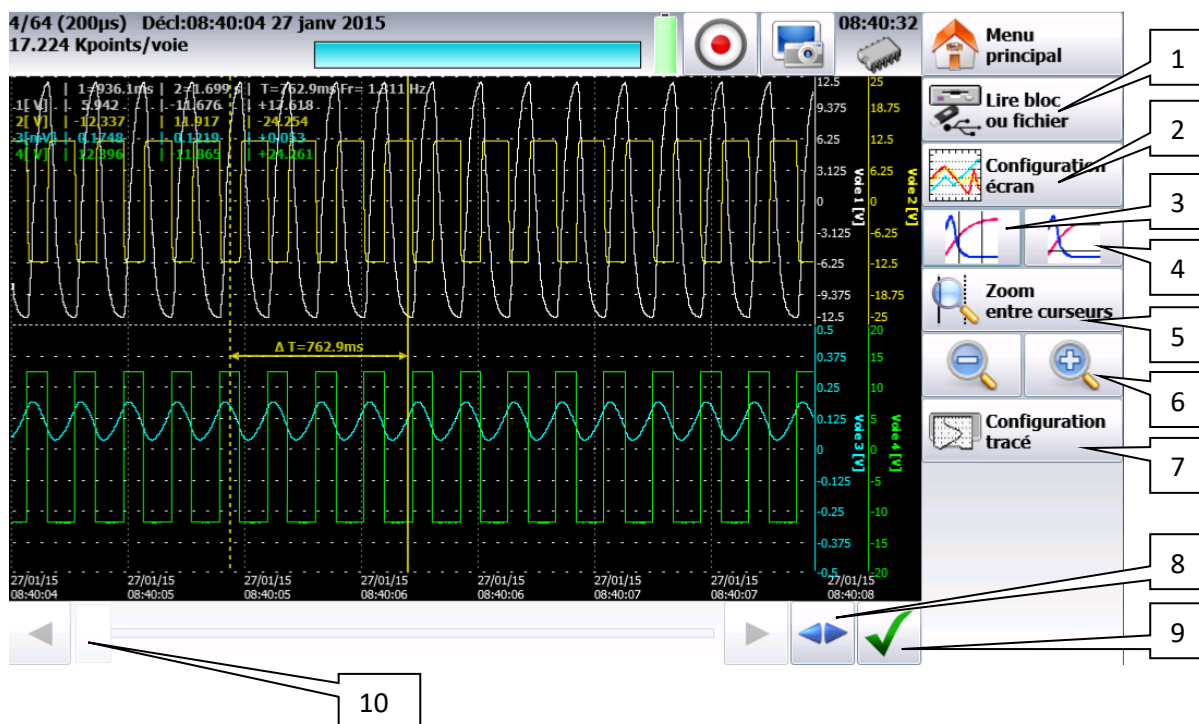 4/64 (200µs) Décl:08:40:04 27 janv 2015
17.224 Kpoints/voie
08:40:32
Menu
principal
Lire bloc
ou fichier
Configuration
écran
Zoom
entre curseurs
Configuration
tracé
| 1=936.1ms | 2=1.699 s | T=762.9ms Fr= 1.311 Hz
1[ V] | 5.942 | -11.676 | +17.618
2[ V] | -12.337 | 11.917 | -24.254
3[mV] | 0.1748 | 0.1219 | +0.053
4[ V] | 12.396 | -11.865 | +24.261
12.5 25
9.375 18.75
6.25 12.5
3.125 6.25
0 0
-3.125 -6.25
-6.25 -12.5
-9.375 -18.75
-12.5 -25
Voie 1 [V]
Voie 2 [V]
Δ T=762.9ms
0.5 20
0.375 15
0.25 10
0.125 5
0 0
-0.125 -5
-0.25 -10
-0.375 -15
-0.5 -20
Voie 3 [V]
Voie 4 [V]
27/01/15 27/01/15 27/01/15 27/01/15 27/01/15 27/01/15 27/01/15 27/01/15
08:40:04 08:40:05 08:40:05 08:40:06 08:40:06 08:40:07 08:40:07 08:40:08
1
2
3
4
5
6
7
8
9
10